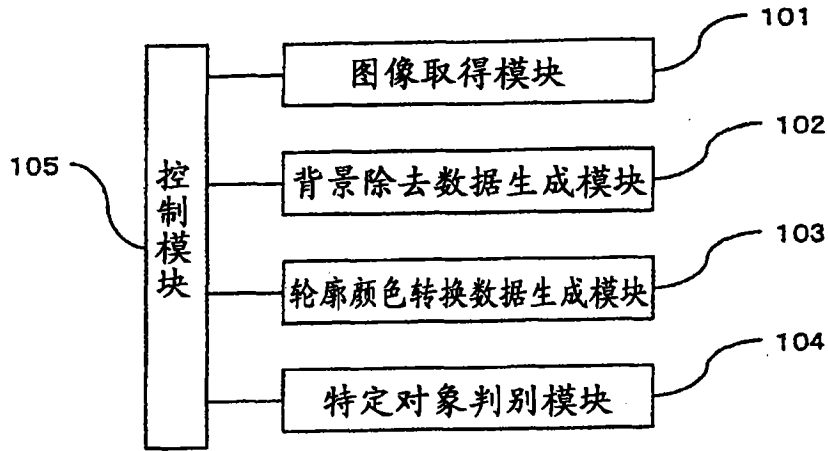 101
图像取得模块
102
背景除去数据生成模块
105
控制模块
103
轮廓颜色转换数据生成模块
104
特定对象判别模块